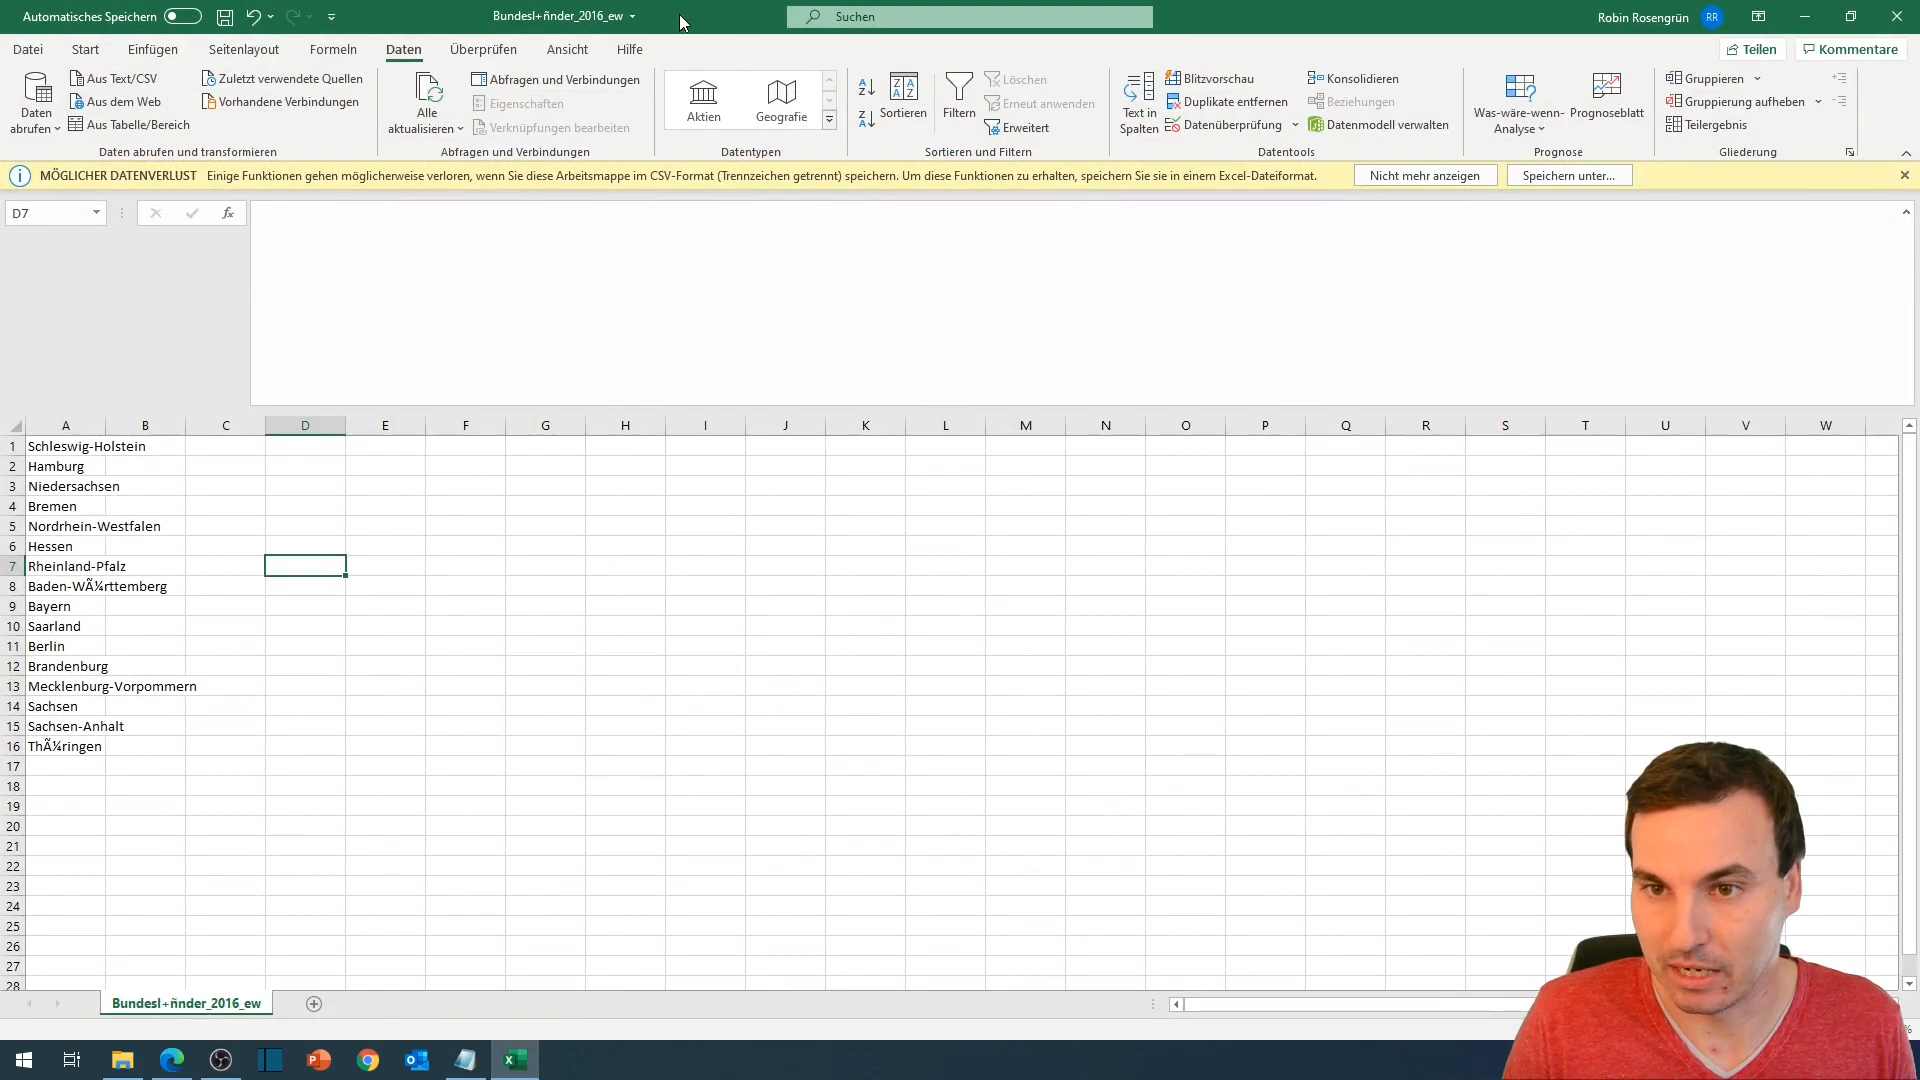 Automatisches Speichern
Bundesl+ñnder_2016_ew
Suchen
Robin Rosengrün
RR
Datei Start Einfügen Seitenlayout Formeln Daten Überprüfen Ansicht Hilfe
Teilen Kommentare
Daten abrufen
Aus Text/CSV
Aus dem Web
Aus Tabelle/Bereich
Zuletzt verwendete Quellen
Vorhandene Verbindungen
Daten abrufen und transformieren
Alle aktualisieren
Abfragen und Verbindungen
Eigenschaften
Verknüpfungen bearbeiten
Abfragen und Verbindungen
Aktien
Geografie
Datentypen
Sortieren
Filtern
Löschen
Erneut anwenden
Erweitert
Sortieren und Filtern
Text in Spalten
Blitzvorschau
Duplikate entfernen
Datenüberprüfung
Konsolidieren
Beziehungen
Datenmodell verwalten
Datentools
Was-wäre-wenn-Analyse
Prognoseblatt
Prognose
Gruppieren
Gruppierung aufheben
Teilergebnis
Gliederung
MÖGLICHER DATENVERLUST Einige Funktionen gehen möglicherweise verloren, wenn Sie diese Arbeitsmappe im CSV-Format (Trennzeichen getrennt) speichern. Um diese Funktionen zu erhalten, speichern Sie sie in einem Excel-Dateiformat.
Nicht mehr anzeigen
Speichern unter...
D7
fx
A B C D E F G H I J K L M N O P Q R S T U V W
1 Schleswig-Holstein
2 Hamburg
3 Niedersachsen
4 Bremen
5 Nordrhein-Westfalen
6 Hessen
7 Rheinland-Pfalz
8 Baden-WÃ¼rttemberg
9 Bayern
10 Saarland
11 Berlin
12 Brandenburg
13 Mecklenburg-Vorpommern
14 Sachsen
15 Sachsen-Anhalt
16 ThÃ¼ringen
17
18
19
20
21
22
23
24
25
26
27
28
Bundesl+ñnder_2016_ew